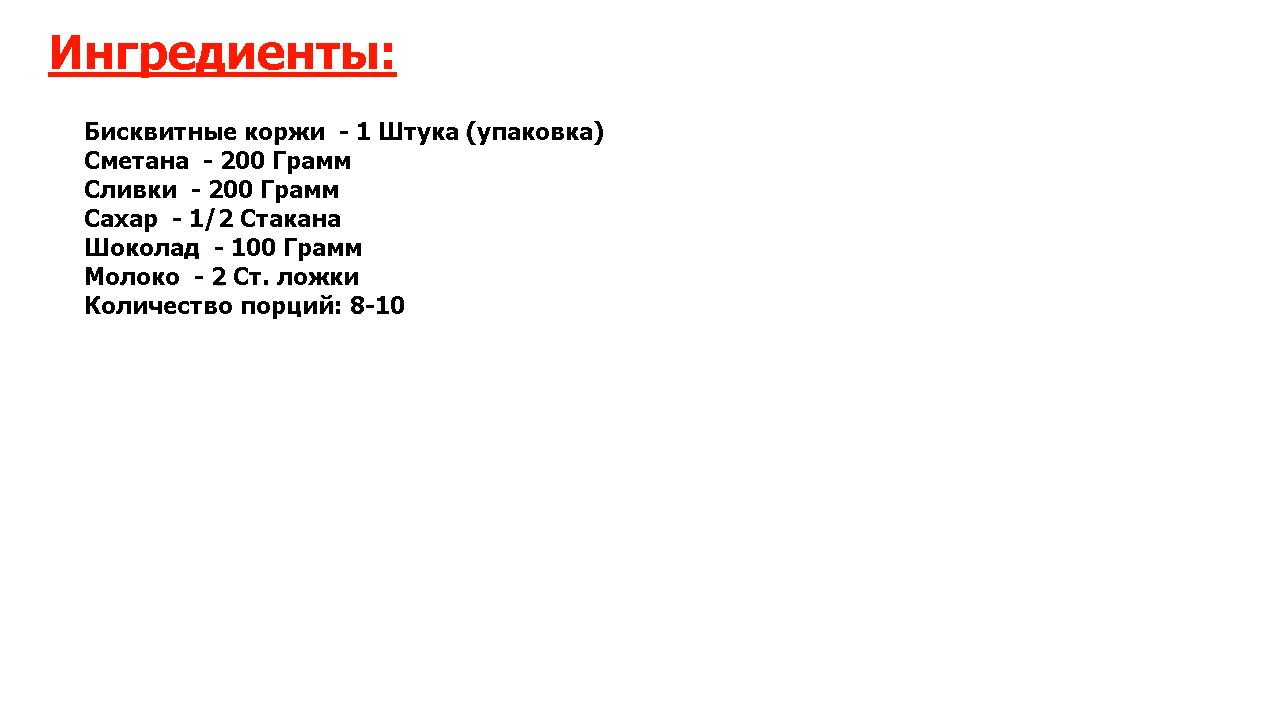 Ингредиенты:
Бисквитные коржи - 1 Штука (упаковка)
Сметана - 200 Грамм
Сливки - 200 Грамм
Сахар - 1/2 Стакана
Шоколад - 100 Грамм
Молоко - 2 Ст. ложки
Количество порций: 8-10